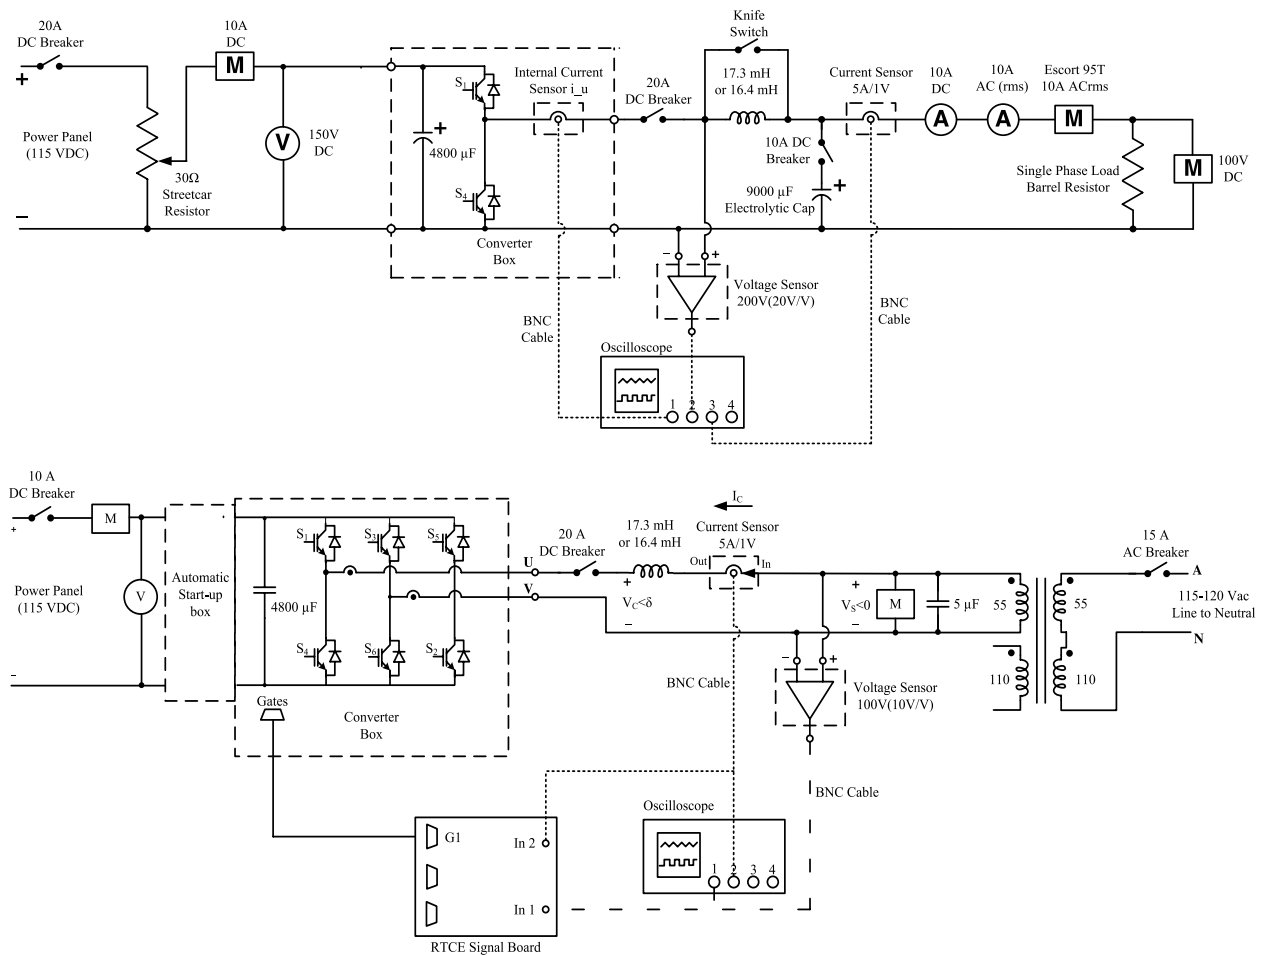 20A
DC Breaker
+
Power Panel
(115 VDC)
−
30Ω
Streetcar
Resistor
10A
DC
M
V
150V
DC
S1
S4
+
4800 µF
Converter
Box
Internal Current
Sensor i_u
20A
DC Breaker
Knife
Switch
17.3 mH
or 16.4 mH
Current Sensor
5A/1V
10A
DC
A
10A
AC (rms)
A
Escort 95T
10A ACrms
M
10A DC
Breaker
+
9000 µF
Electrolytic Cap
Single Phase Load
Barrel Resistor
M
100V
DC
− +
Voltage Sensor
200V(20V/V)
BNC
Cable
BNC
Cable
Oscilloscope
1 2 3 4
10 A
DC Breaker
+
M
Power Panel
(115 VDC)
V
−
Automatic
Start-up
box
4800 µF
S1
S3
S5
S4
S6
S2
Gates
Converter
Box
U
V
20 A
DC Breaker
17.3 mH
or 16.4 mH
IC
Current Sensor
5A/1V
Out
In
+
VC<δ
−
+
VS<0
−
M
5 µF
55
55
110
110
15 A
AC Breaker
A
115-120 Vac
Line to Neutral
N
− +
Voltage Sensor
100V(10V/V)
BNC Cable
BNC Cable
Oscilloscope
1 2 3 4
G1
In 2
In 1
RTCE Signal Board